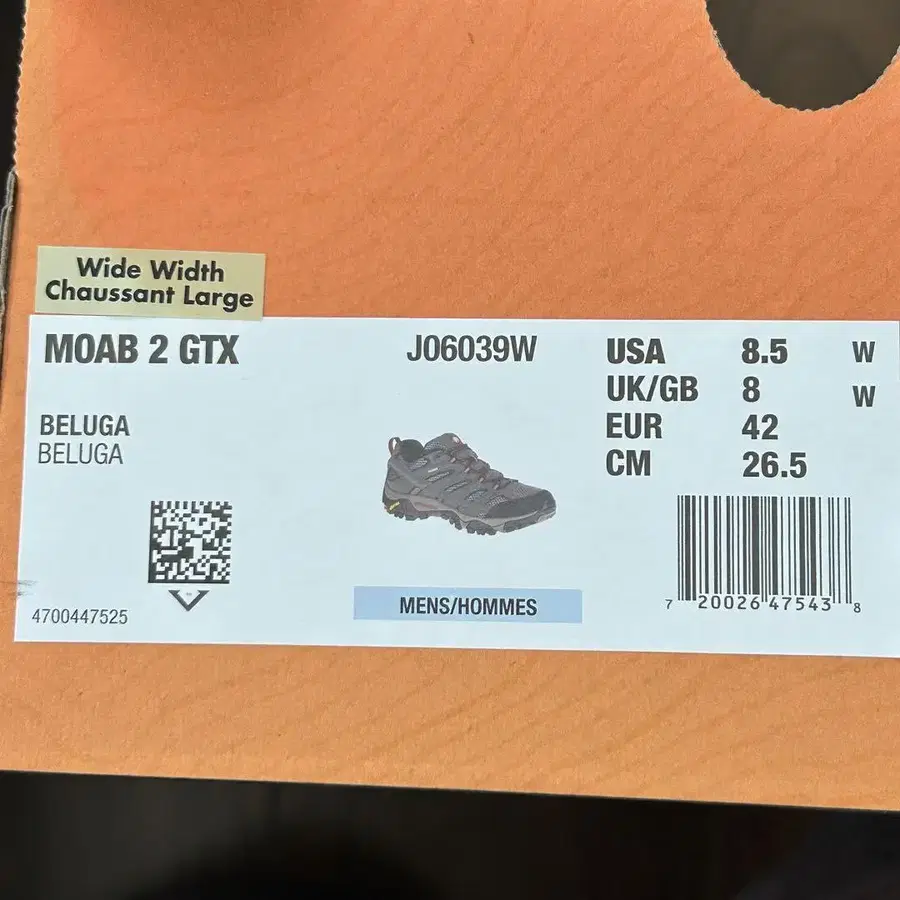 Wide Width
Chaussant Large
MOAB 2 GTX
J06039W
USA 8.5 W
UK/GB 8 W
EUR 42
CM 26.5
BELUGA
BELUGA
MENS/HOMMES
4700447525
7 20026 47543 8